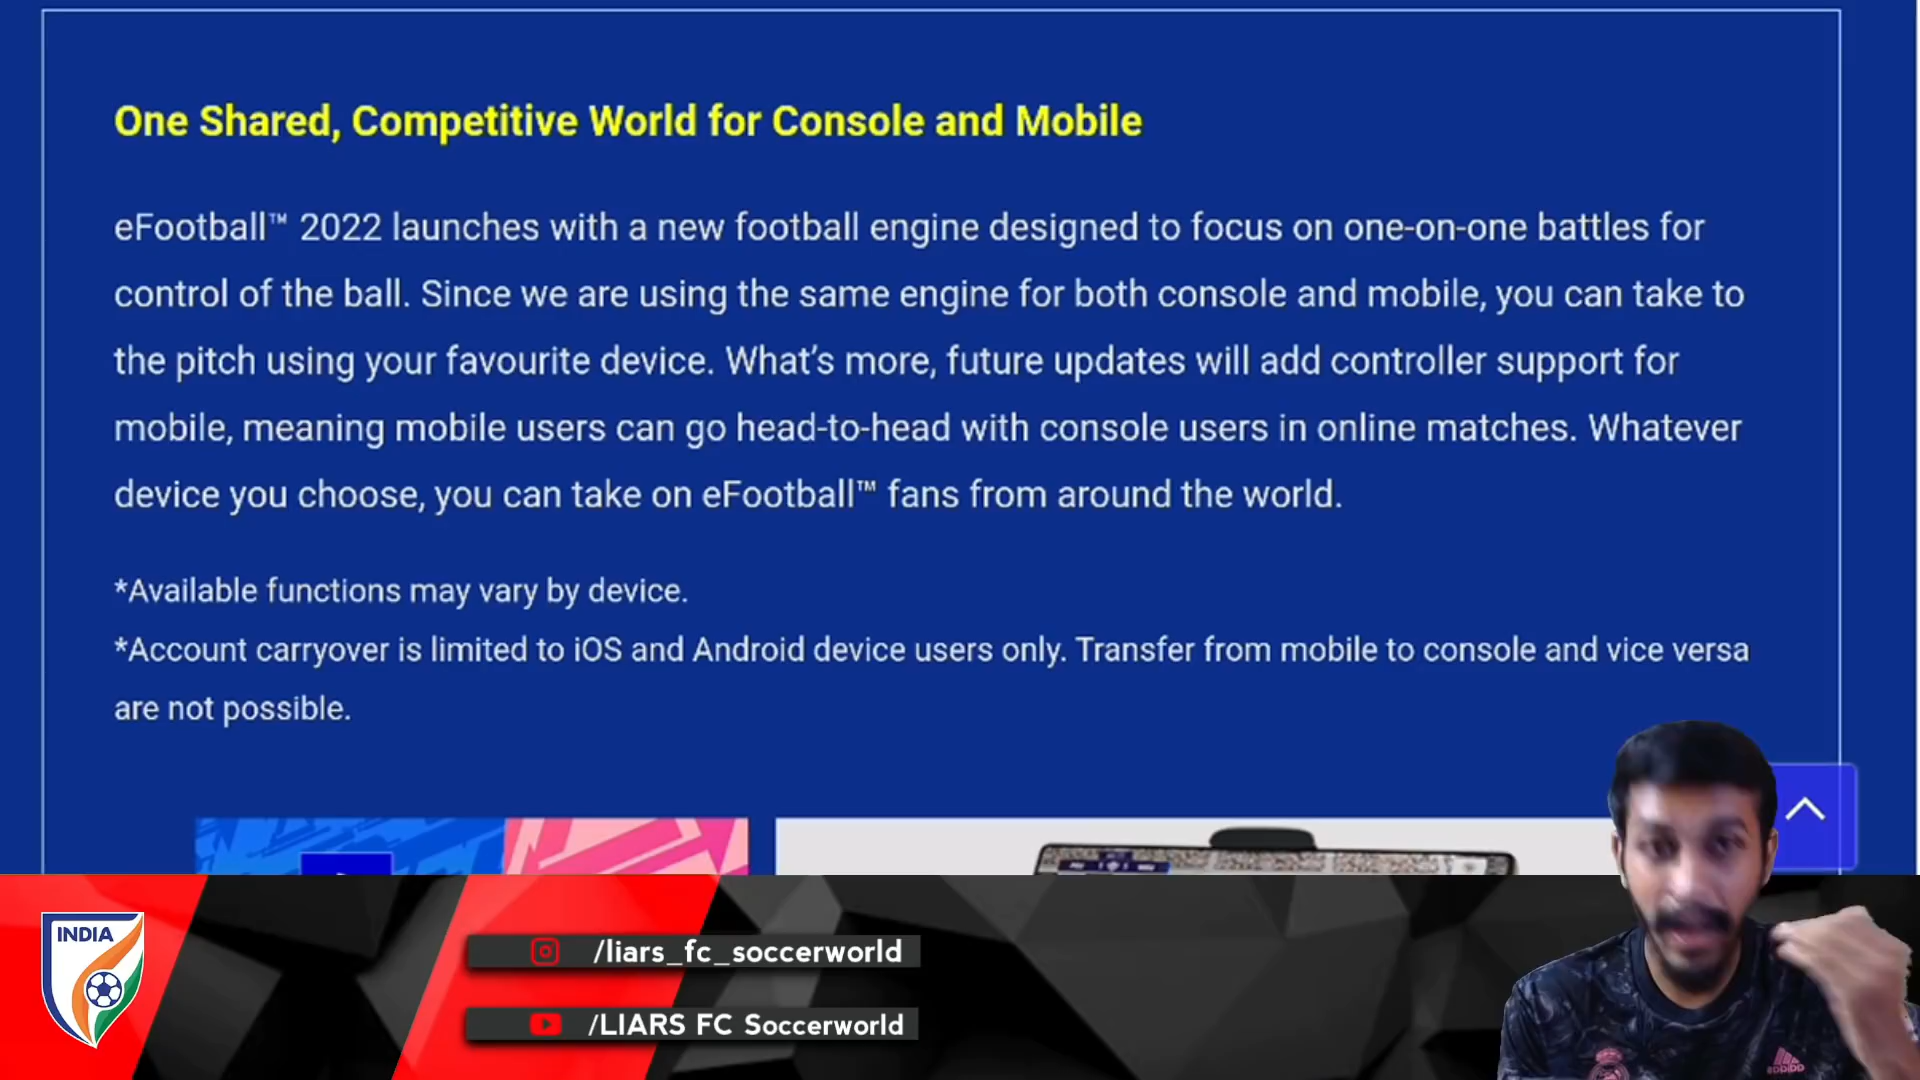 One Shared, Competitive World for Console and Mobile
eFootball™ 2022 launches with a new football engine designed to focus on one-on-one battles for
control of the ball. Since we are using the same engine for both console and mobile, you can take to
the pitch using your favourite device. What's more, future updates will add controller support for
mobile, meaning mobile users can go head-to-head with console users in online matches. Whatever
device you choose, you can take on eFootball™ fans from around the world.
*Available functions may vary by device.
*Account carryover is limited to iOS and Android device users only. Transfer from mobile to console and vice versa
are not possible.
INDIA
/liars_fc_soccerworld
/LIARS FC Soccerworld
adidas